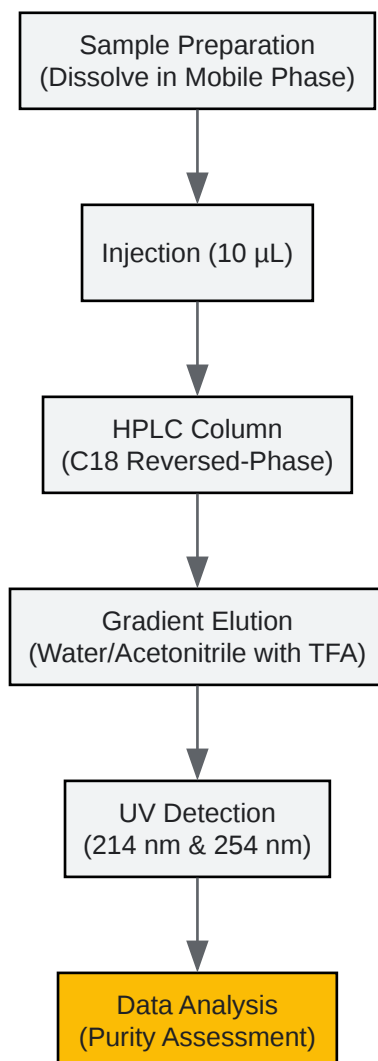 Sample Preparation
(Dissolve in Mobile Phase)
Injection (10 µL)
HPLC Column
(C18 Reversed-Phase)
Gradient Elution
(Water/Acetonitrile with TFA)
UV Detection
(214 nm & 254 nm)
Data Analysis
(Purity Assessment)